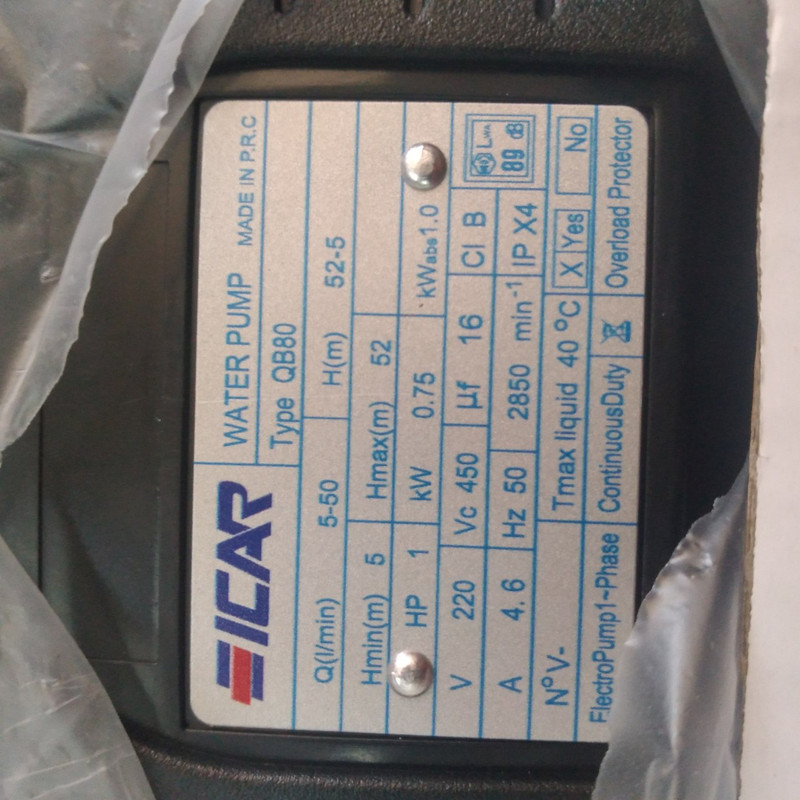 EICAR
WATER PUMP MADE IN P.R.C
Type QB80
Q(l/min) 5-50 H(m) 52-5
Hmin(m) 5 Hmax(m) 52
HP 1 kW 0.75 kWabs1.0
V 220 Vc 450 µf 16 Cl B LWA 89 dB
A 4.6 Hz 50 2850 min⁻¹ IP X4
N°V- Tmax liquid 40 °C X Yes No
ElectroPump1~Phase ContinuousDuty Overload Protector